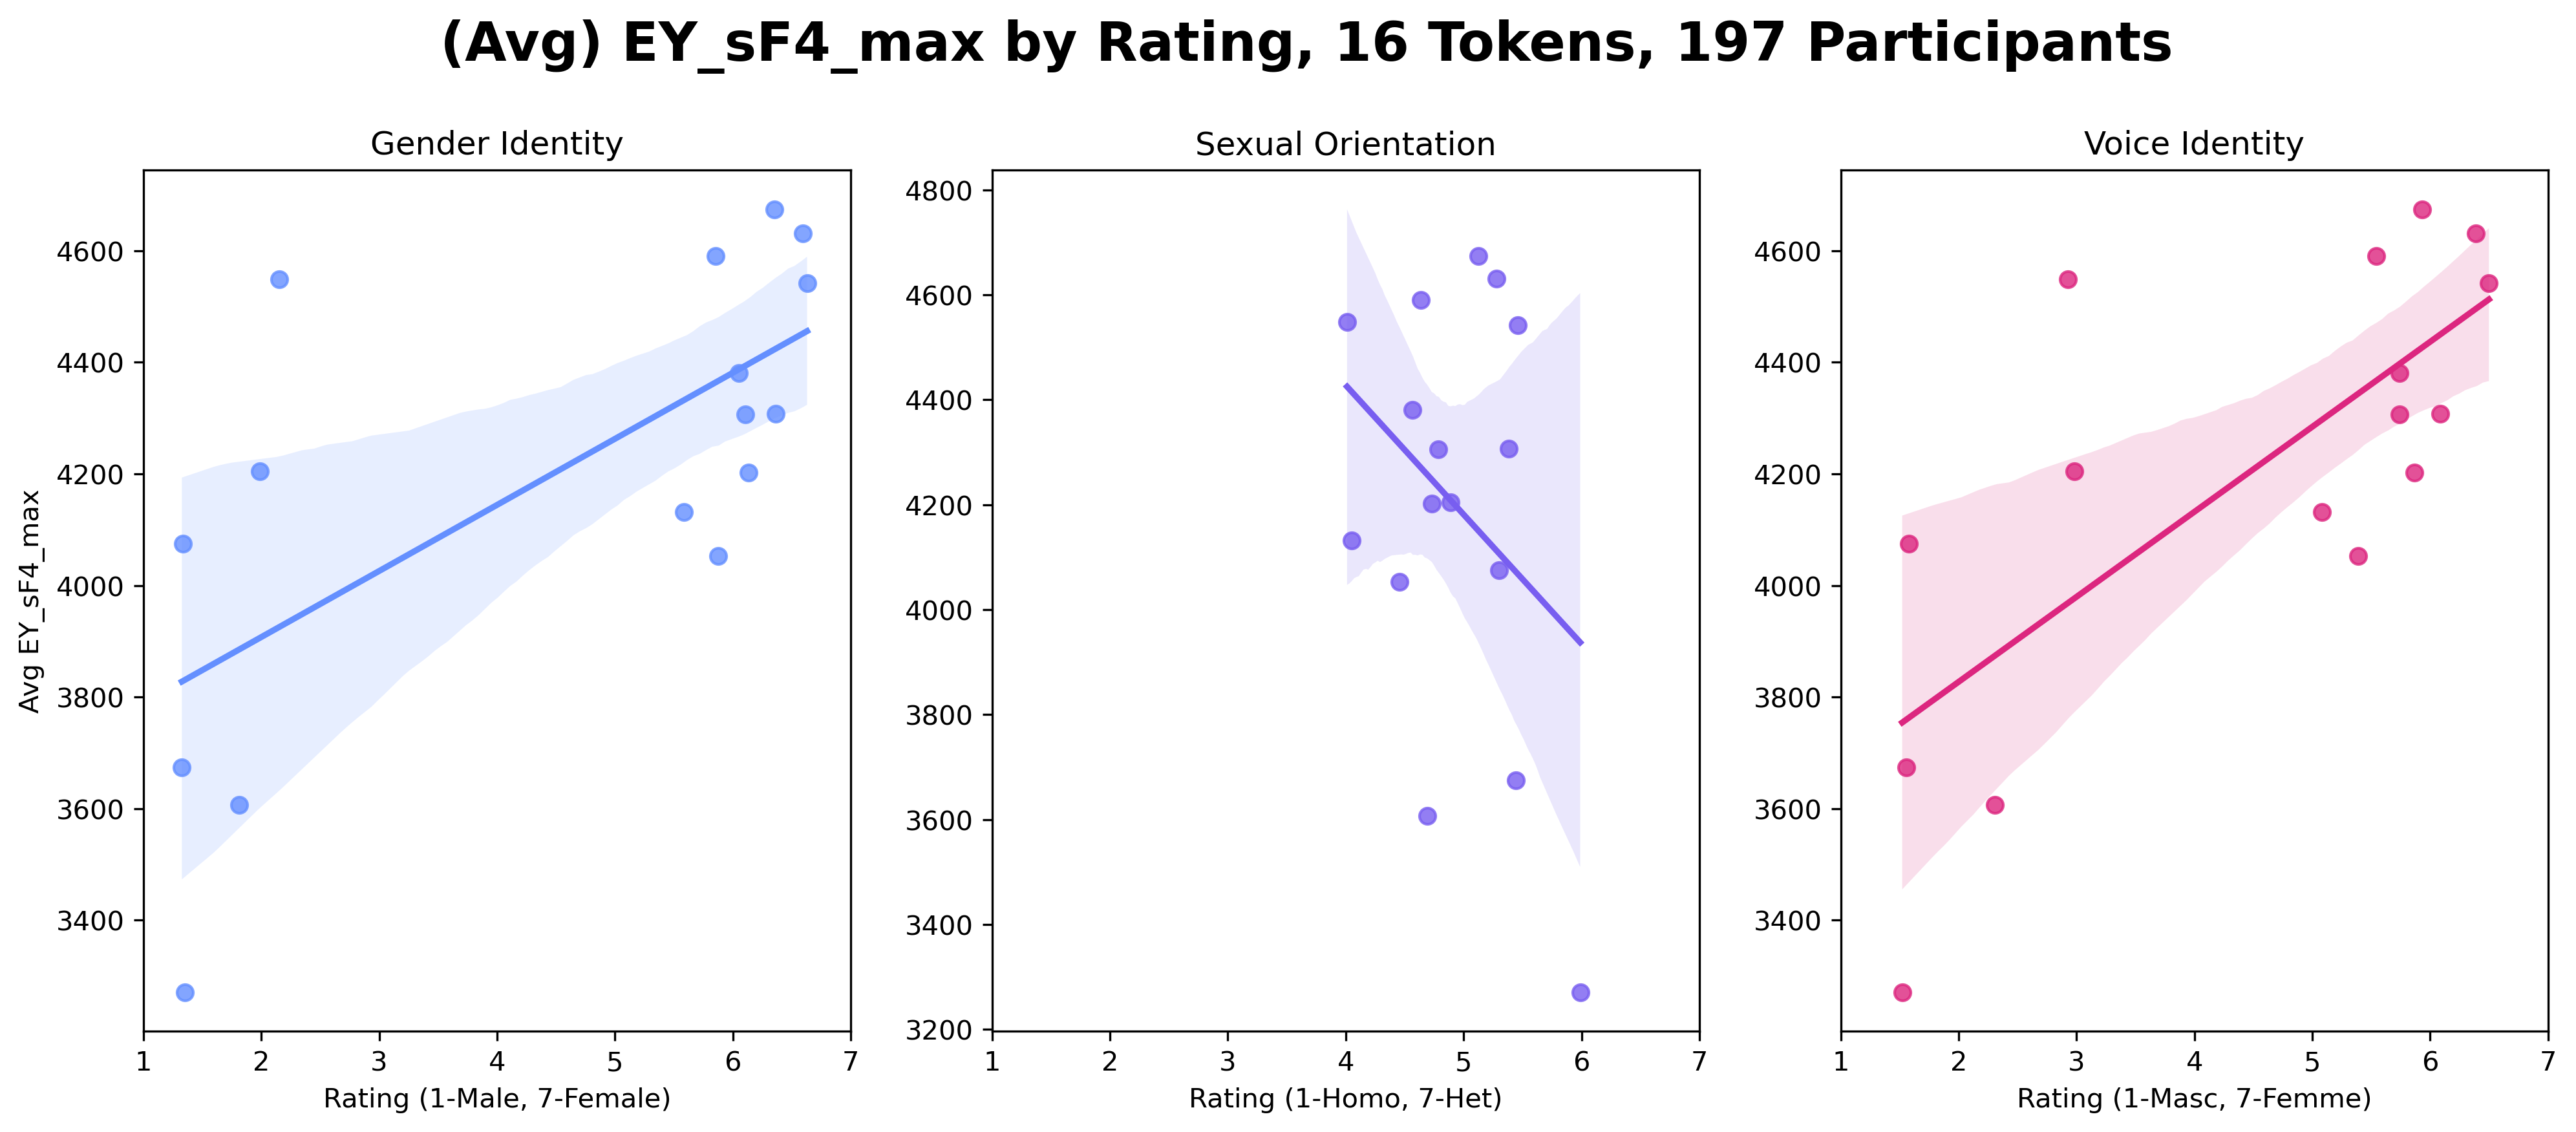 (Avg) EY_sF4_max by Rating, 16 Tokens, 197 Participants
Gender Identity
Avg EY_sF4_max
4600
4400
4200
4000
3800
3600
3400
1 2 3 4 5 6 7
Rating (1-Male, 7-Female)
Sexual Orientation
4800
4600
4400
4200
4000
3800
3600
3400
3200
1 2 3 4 5 6 7
Rating (1-Homo, 7-Het)
Voice Identity
4600
4400
4200
4000
3800
3600
3400
1 2 3 4 5 6 7
Rating (1-Masc, 7-Femme)